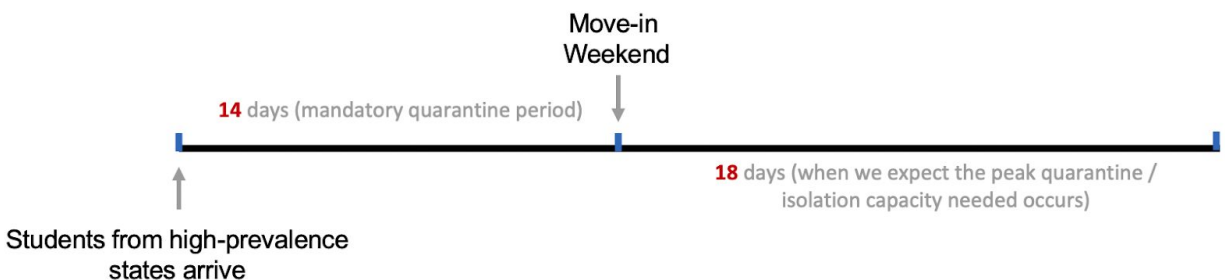 Move-in
Weekend
14 days (mandatory quarantine period)
18 days (when we expect the peak quarantine /
isolation capacity needed occurs)
Students from high-prevalence
states arrive